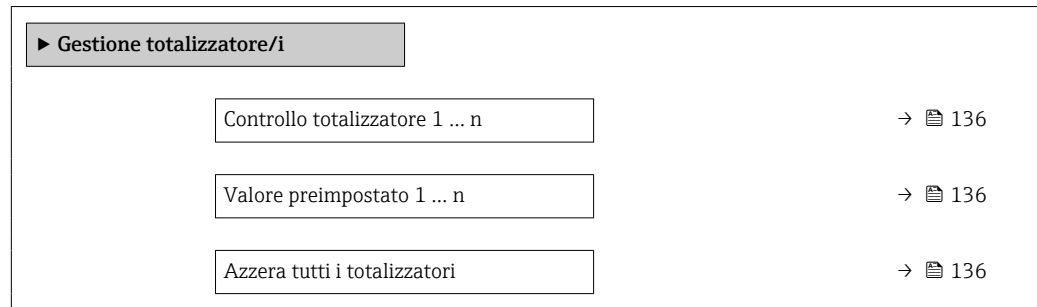 ▶ Gestione totalizzatore/i
Controllo totalizzatore 1 … n → 136
Valore preimpostato 1 … n → 136
Azzera tutti i totalizzatori → 136